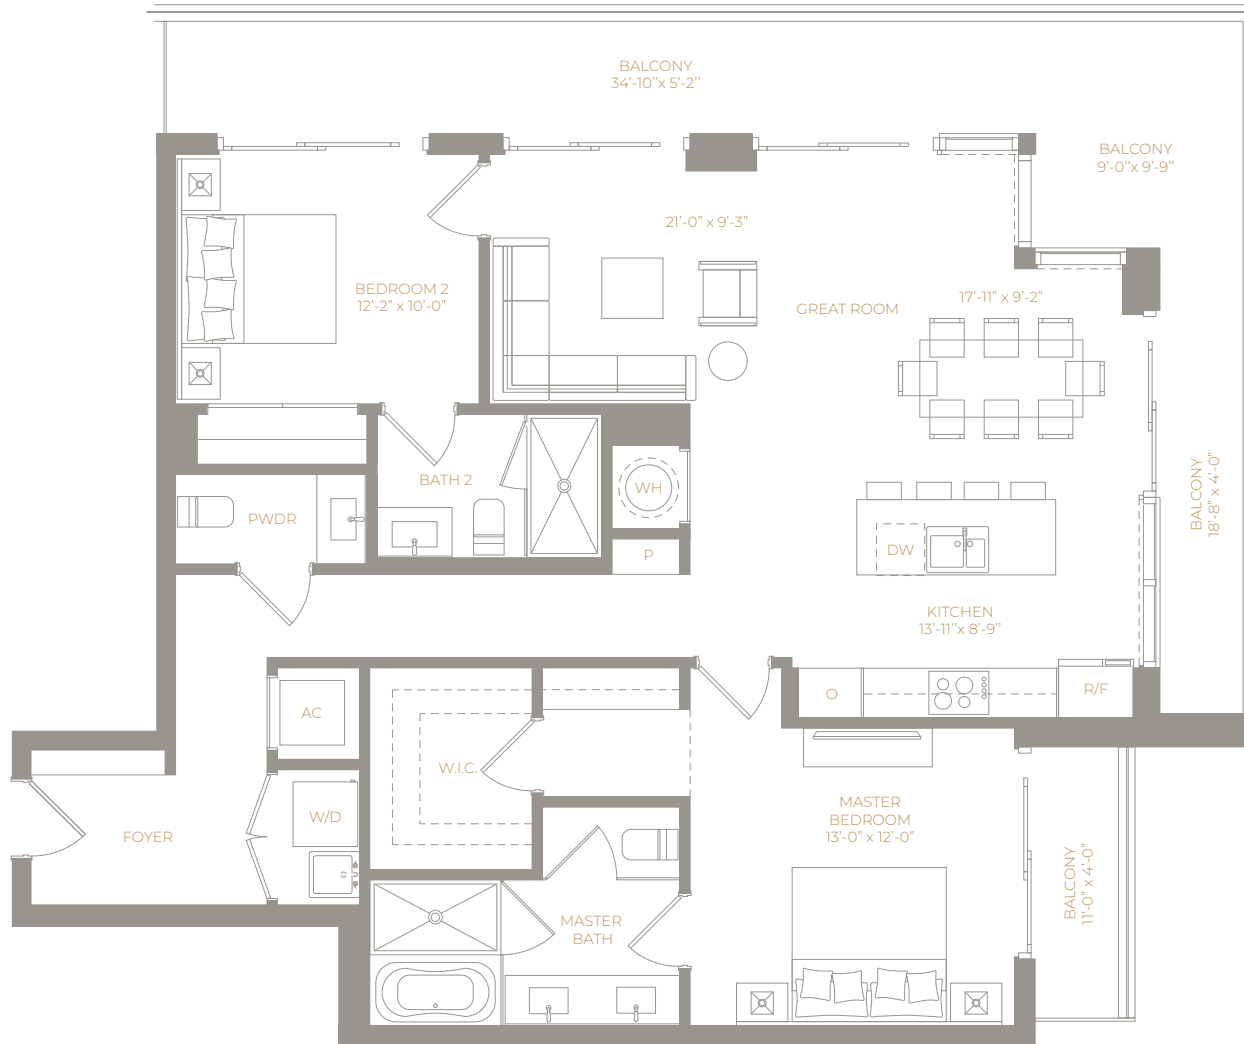 BALCONY
34'-10"x 5'-2"
BALCONY
9'-0"x 9'-9"
21'-0" x 9'-3"
BEDROOM 2
12'-2" x 10'-0"
17'-11" x 9'-2"
GREAT ROOM
BATH 2
WH
PWDR
P
DW
BALCONY
18'-8" x 4'-0"
KITCHEN
13'-11"x 8'-9"
O
R/F
AC
W.I.C.
W/D
FOYER
MASTER
BEDROOM
13'-0" x 12'-0"
BALCONY
11'-0" x 4'-0"
MASTER
BATH